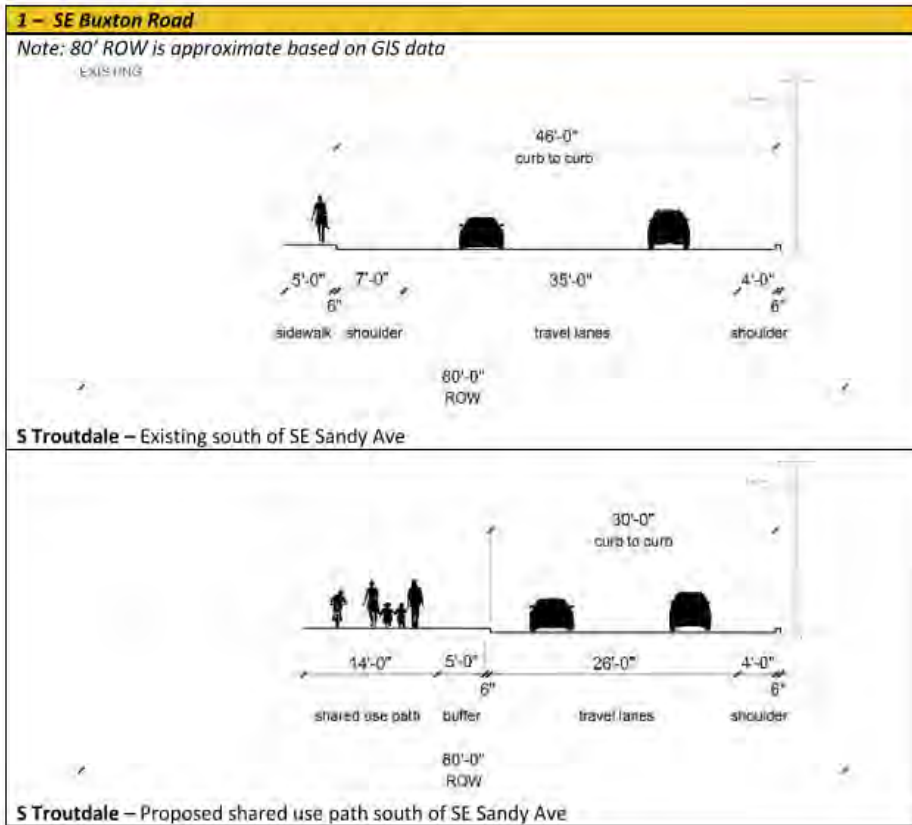 1 – SE Buxton Road
Note: 80' ROW is approximate based on GIS data
EXISTING
46'-0"
curb to curb
5'-0" 7'-0" 35'-0" 4'-0"
6" 6"
sidewalk shoulder travel lanes shoulder
80'-0"
ROW
S Troutdale – Existing south of SE Sandy Ave
30'-0"
curb to curb
14'-0" 5'-0" 26'-0" 4'-0"
6" 6"
shared use path buffer travel lanes shoulder
80'-0"
ROW
S Troutdale – Proposed shared use path south of SE Sandy Ave